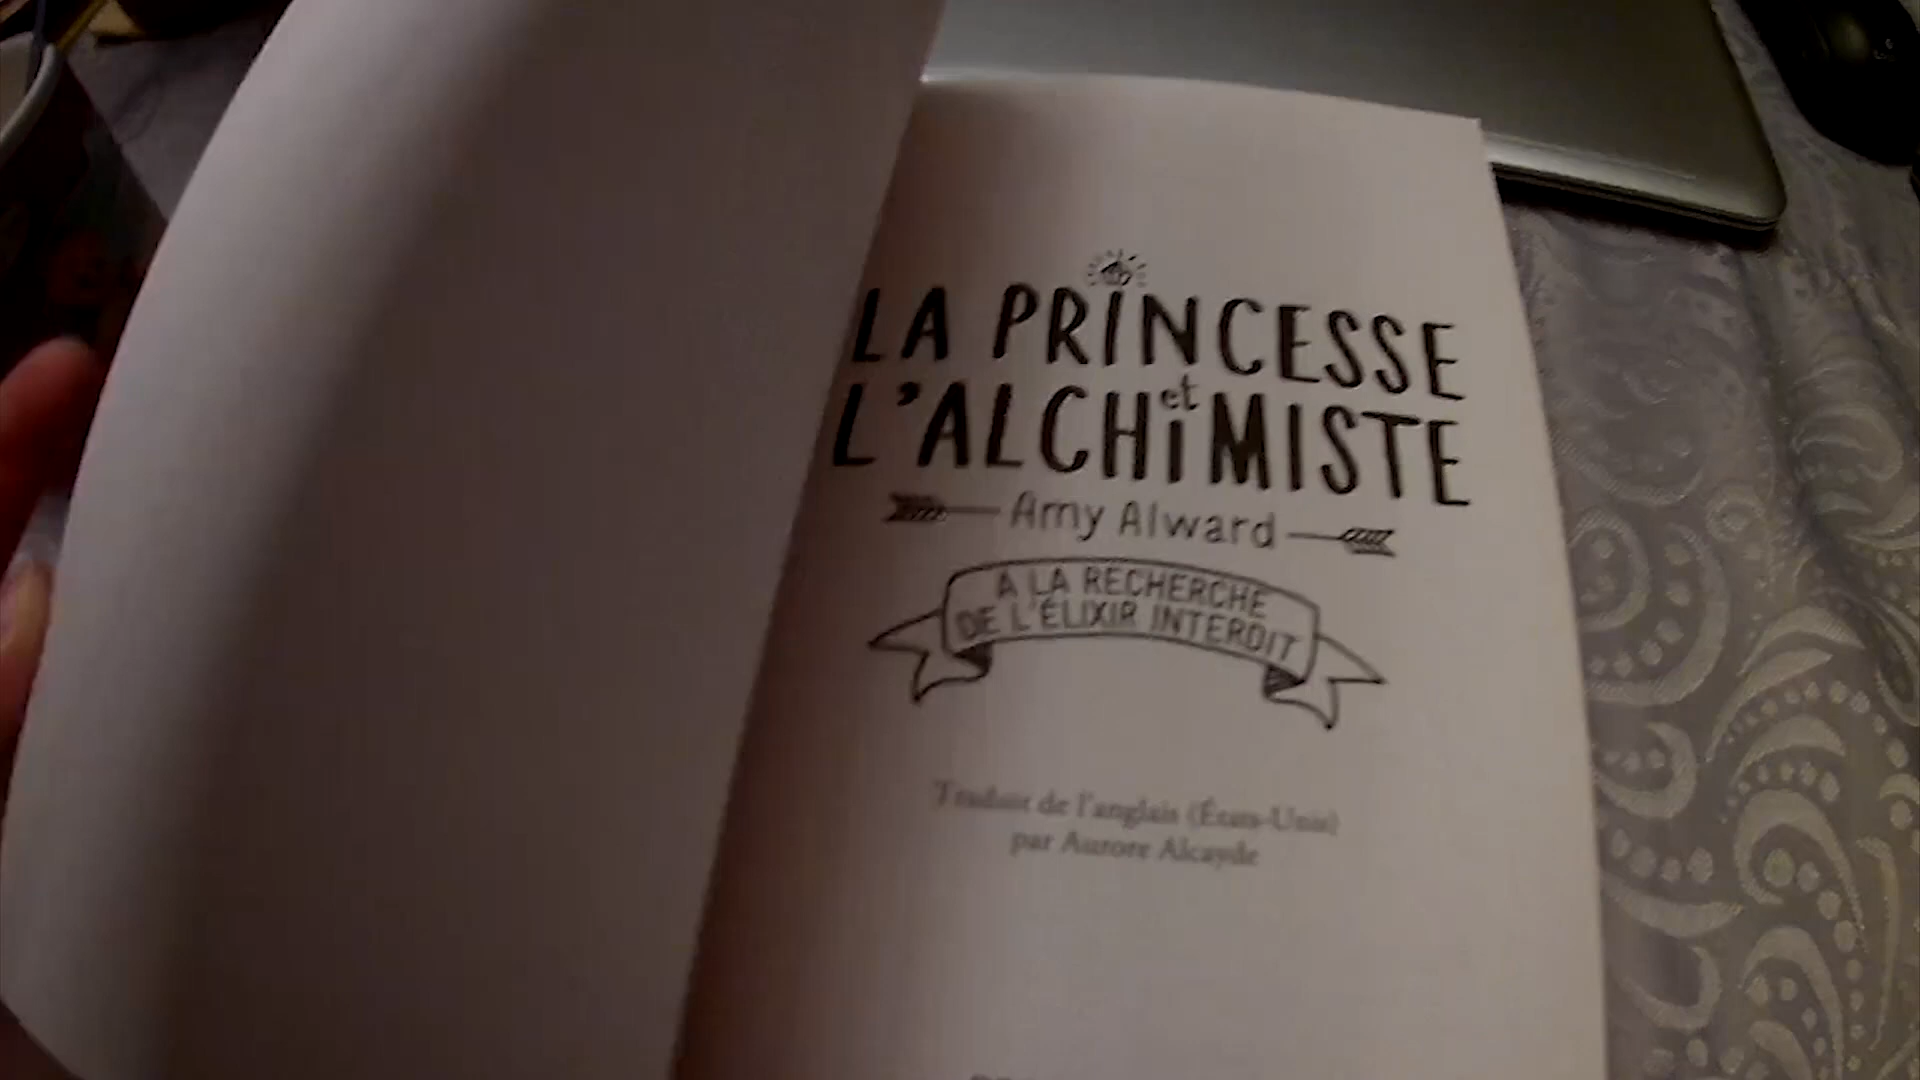 LA PRINCESSE
et
L'ALCHIMISTE
Amy Alward
À LA RECHERCHE
DE L'ÉLIXIR INTERDIT
Traduit de l'anglais (États-Unis)
par Aurore Alcayde